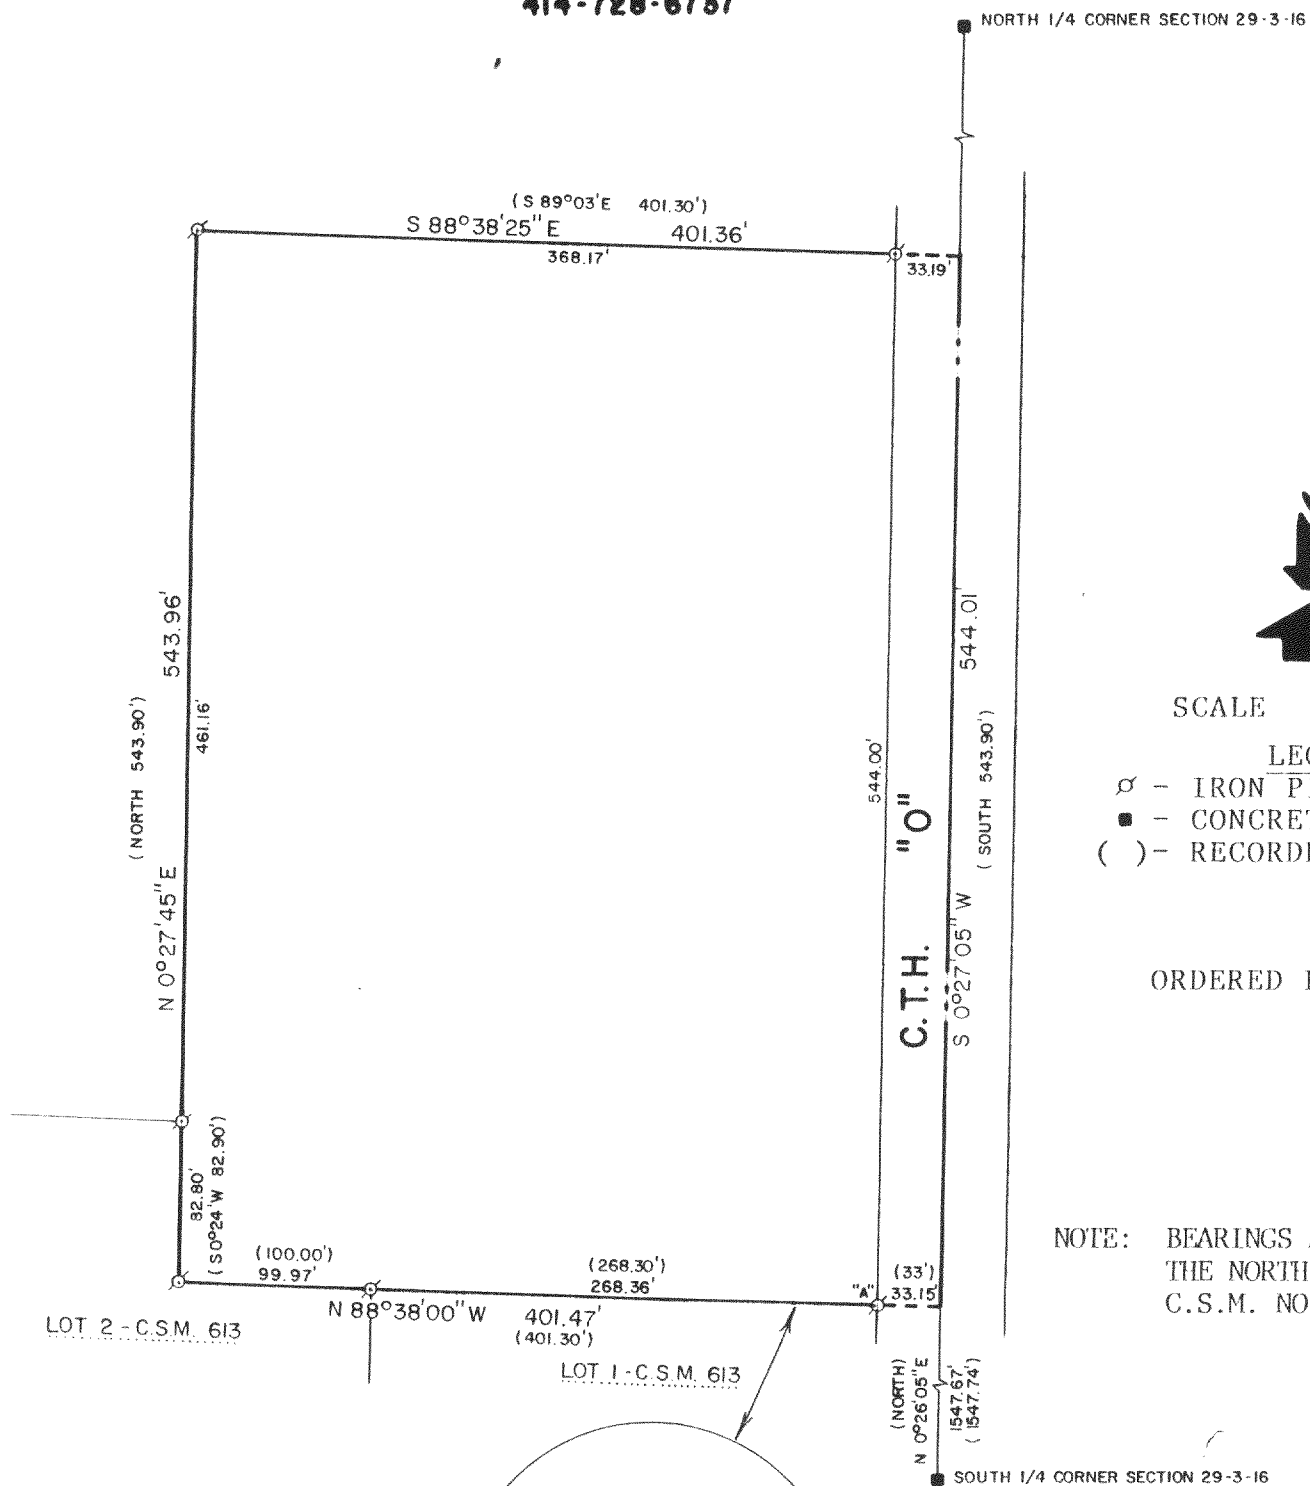 414-728-6757
NORTH 1/4 CORNER SECTION 29-3-16
(S 89°03'E 401.30')
S 88°38'25"E 401.36'
368.17'
33.19'
543.96'
(NORTH 543.90')
461.16'
N 0°27'45"E
544.01'
(SOUTH 543.90')
544.00'
C.T.H. "O"
S 0°27'05"W
SCALE
- IRON
- CONCRET
( )- RECORD
ORDERED
82.80'
(S0°24'W 82.90')
(100.00')
99.97'
(268.30')
268.36'
"A"
(33')
33.15'
N 88°38'00"W 401.47'
(401.30')
LOT 2-C.S.M. 613
LOT 1-C.S.M. 613
NOTE: BEARINGS
THE NORTH
C.S.M. NO
(NORTH)
N 0°26'05"E
1547.67'
(1547.74')
SOUTH 1/4 CORNER SECTION 29-3-16